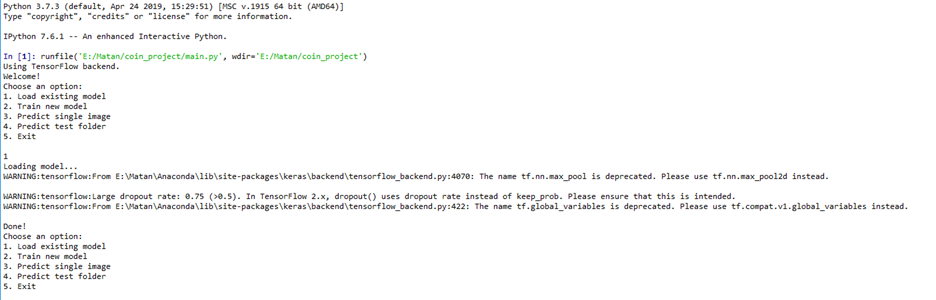 Python 3.7.3 (default, Apr 24 2019, 15:29:51) [MSC v.1915 64 bit (AMD64)]
Type "copyright", "credits" or "license" for more information.
IPython 7.6.1 -- An enhanced Interactive Python.
In [1]: runfile('E:/Matan/coin_project/main.py', wdir='E:/Matan/coin_project')
Using TensorFlow backend.
Welcome!
Choose an option:
1. Load existing model
2. Train new model
3. Predict single image
4. Predict test folder
5. Exit
1
Loading model...
WARNING:tensorflow:From E:\Matan\Anaconda\lib\site-packages\keras\backend\tensorflow_backend.py:4070: The name tf.nn.max_pool is deprecated. Please use tf.nn.max_pool2d instead.
WARNING:tensorflow:Large dropout rate: 0.75 (>0.5). In TensorFlow 2.x, dropout() uses dropout rate instead of keep_prob. Please ensure that this is intended.
WARNING:tensorflow:From E:\Matan\Anaconda\lib\site-packages\keras\backend\tensorflow_backend.py:422: The name tf.global_variables is deprecated. Please use tf.compat.v1.global_variables instead.
Done!
Choose an option:
1. Load existing model
2. Train new model
3. Predict single image
4. Predict test folder
5. Exit